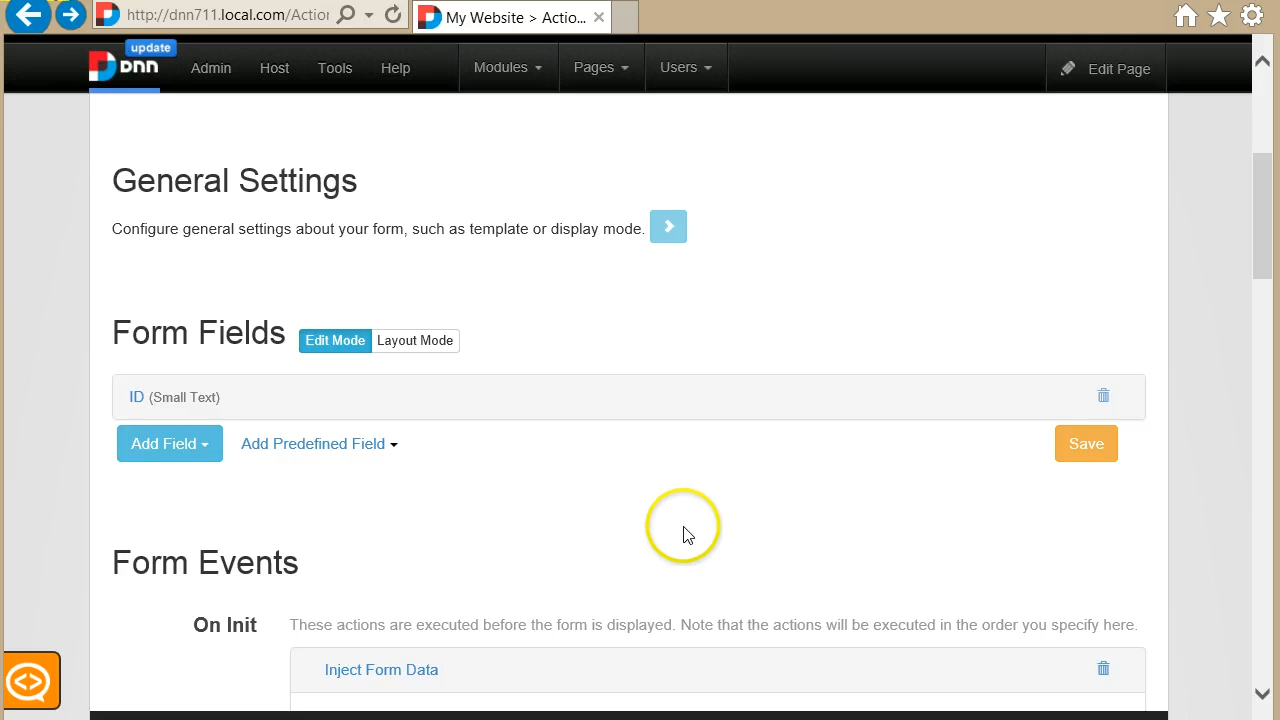 http://dnn711.local.com/Action
My Website > Actio...
update
DNN
Admin
Host
Tools
Help
Modules
Pages
Users
Edit Page
General Settings
Configure general settings about your form, such as template or display mode.
Form Fields
Edit Mode
Layout Mode
ID (Small Text)
Add Field
Add Predefined Field
Save
Form Events
On Init
These actions are executed before the form is displayed. Note that the actions will be executed in the order you specify here.
Inject Form Data